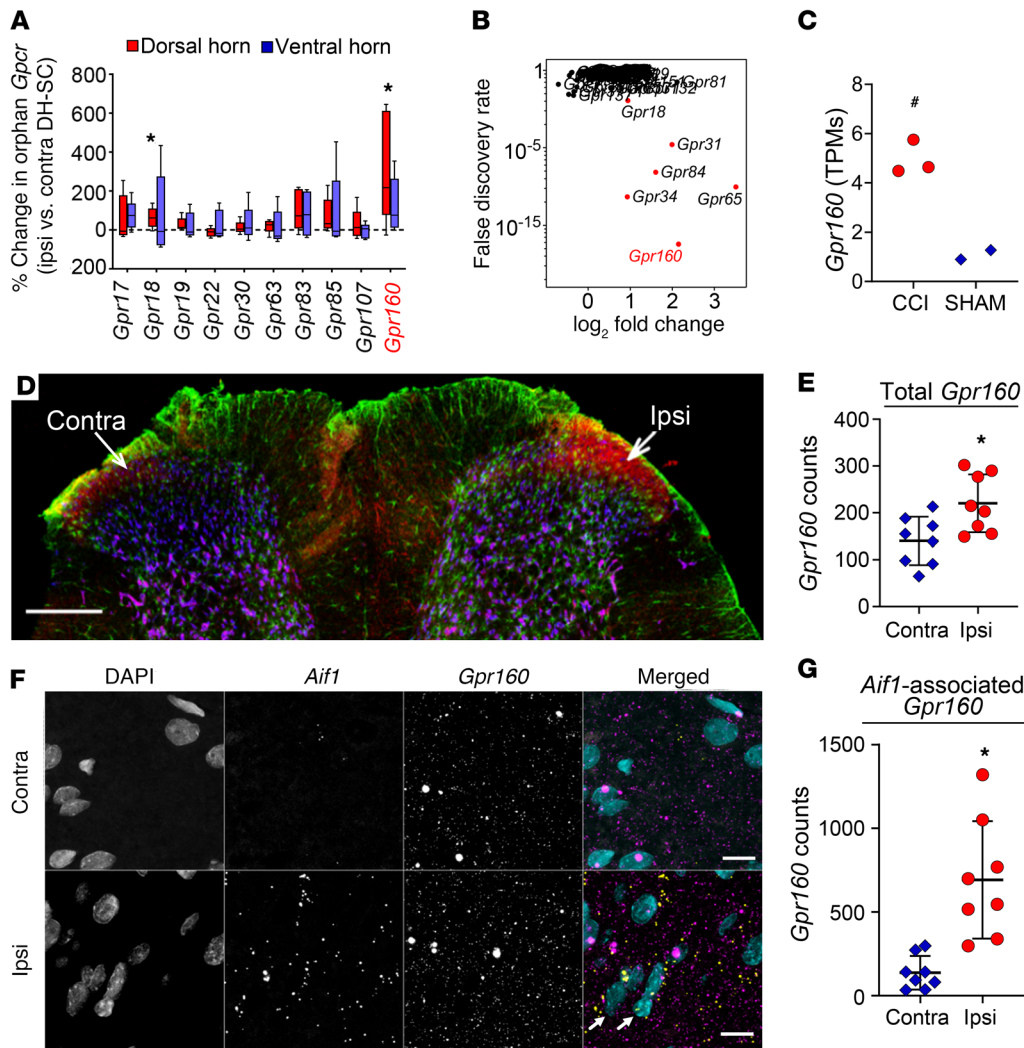 A
Dorsal horn Ventral horn
% Change in orphan Gpcr
(ipsi vs. contra DH-SC)
800
600
400
200
0
200
Gpr17
Gpr18
Gpr19
Gpr22
Gpr30
Gpr63
Gpr83
Gpr85
Gpr107
Gpr160
*
*
B
False discovery rate
1
10-5
10-15
Gpr81
Gpr18
Gpr31
Gpr84
Gpr65
Gpr34
Gpr160
0 1 2 3
log2 fold change
C
Gpr160 (TPMs)
8
6
4
2
0
#
CCI SHAM
D
Contra
Ipsi
E
Total Gpr160
Gpr160 counts
400
300
200
100
0
*
Contra Ipsi
F
DAPI Aif1 Gpr160 Merged
Contra
Ipsi
G
Aif1-associated
Gpr160
Gpr160 counts
1500
1000
500
0
*
Contra Ipsi